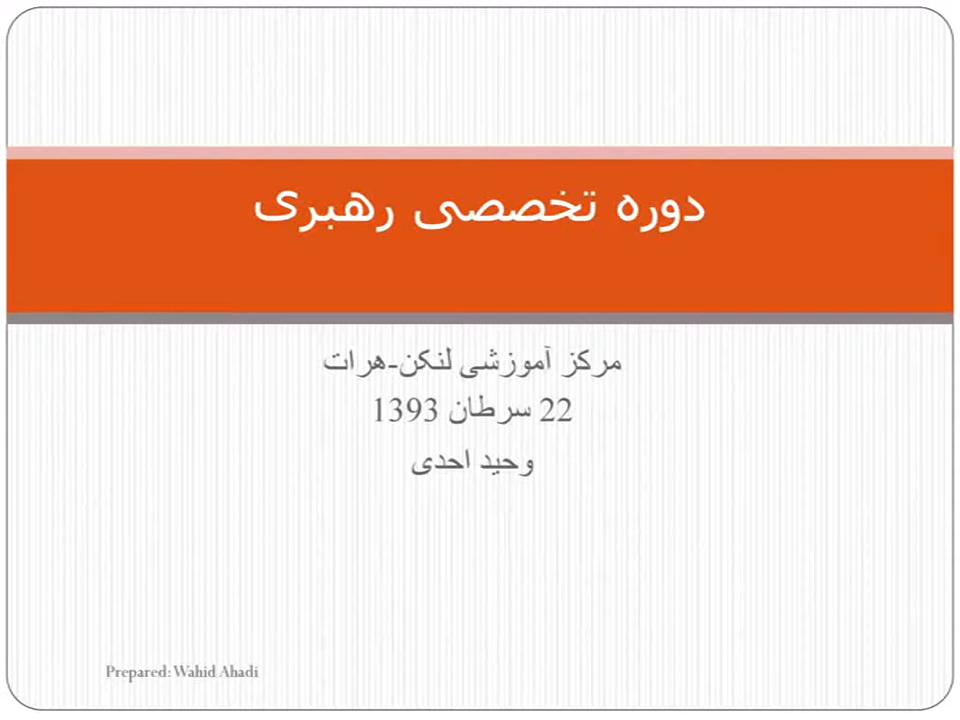 دوره تخصصی رهبری
مرکز آموزشی لنکن-هرات
22 سرطان 1393
وحید احدی
Prepared: Wahid Ahadi